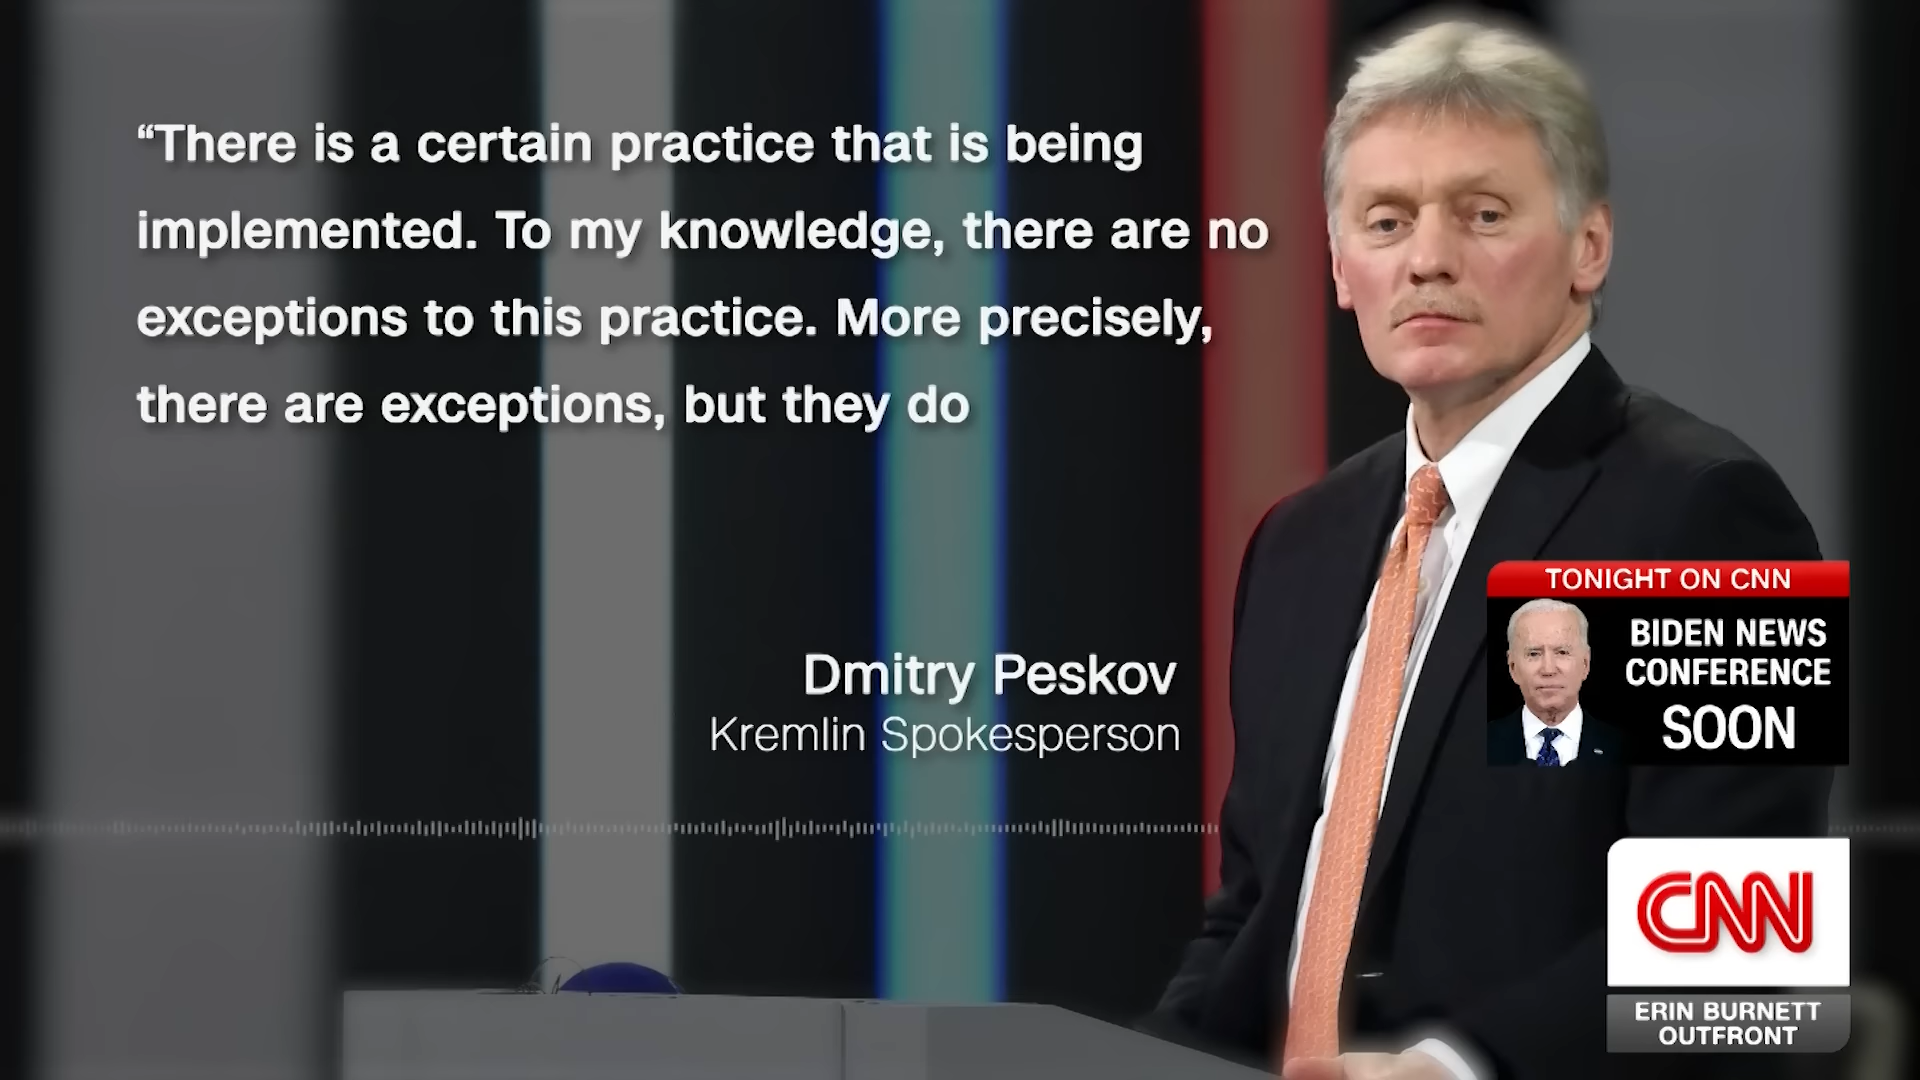 “There is a certain practice that is being
implemented. To my knowledge, there are no
exceptions to this practice. More precisely,
there are exceptions, but they do
Dmitry Peskov
Kremlin Spokesperson
TONIGHT ON CNN
BIDEN NEWS
CONFERENCE
SOON
CNN
ERIN BURNETT
OUTFRONT